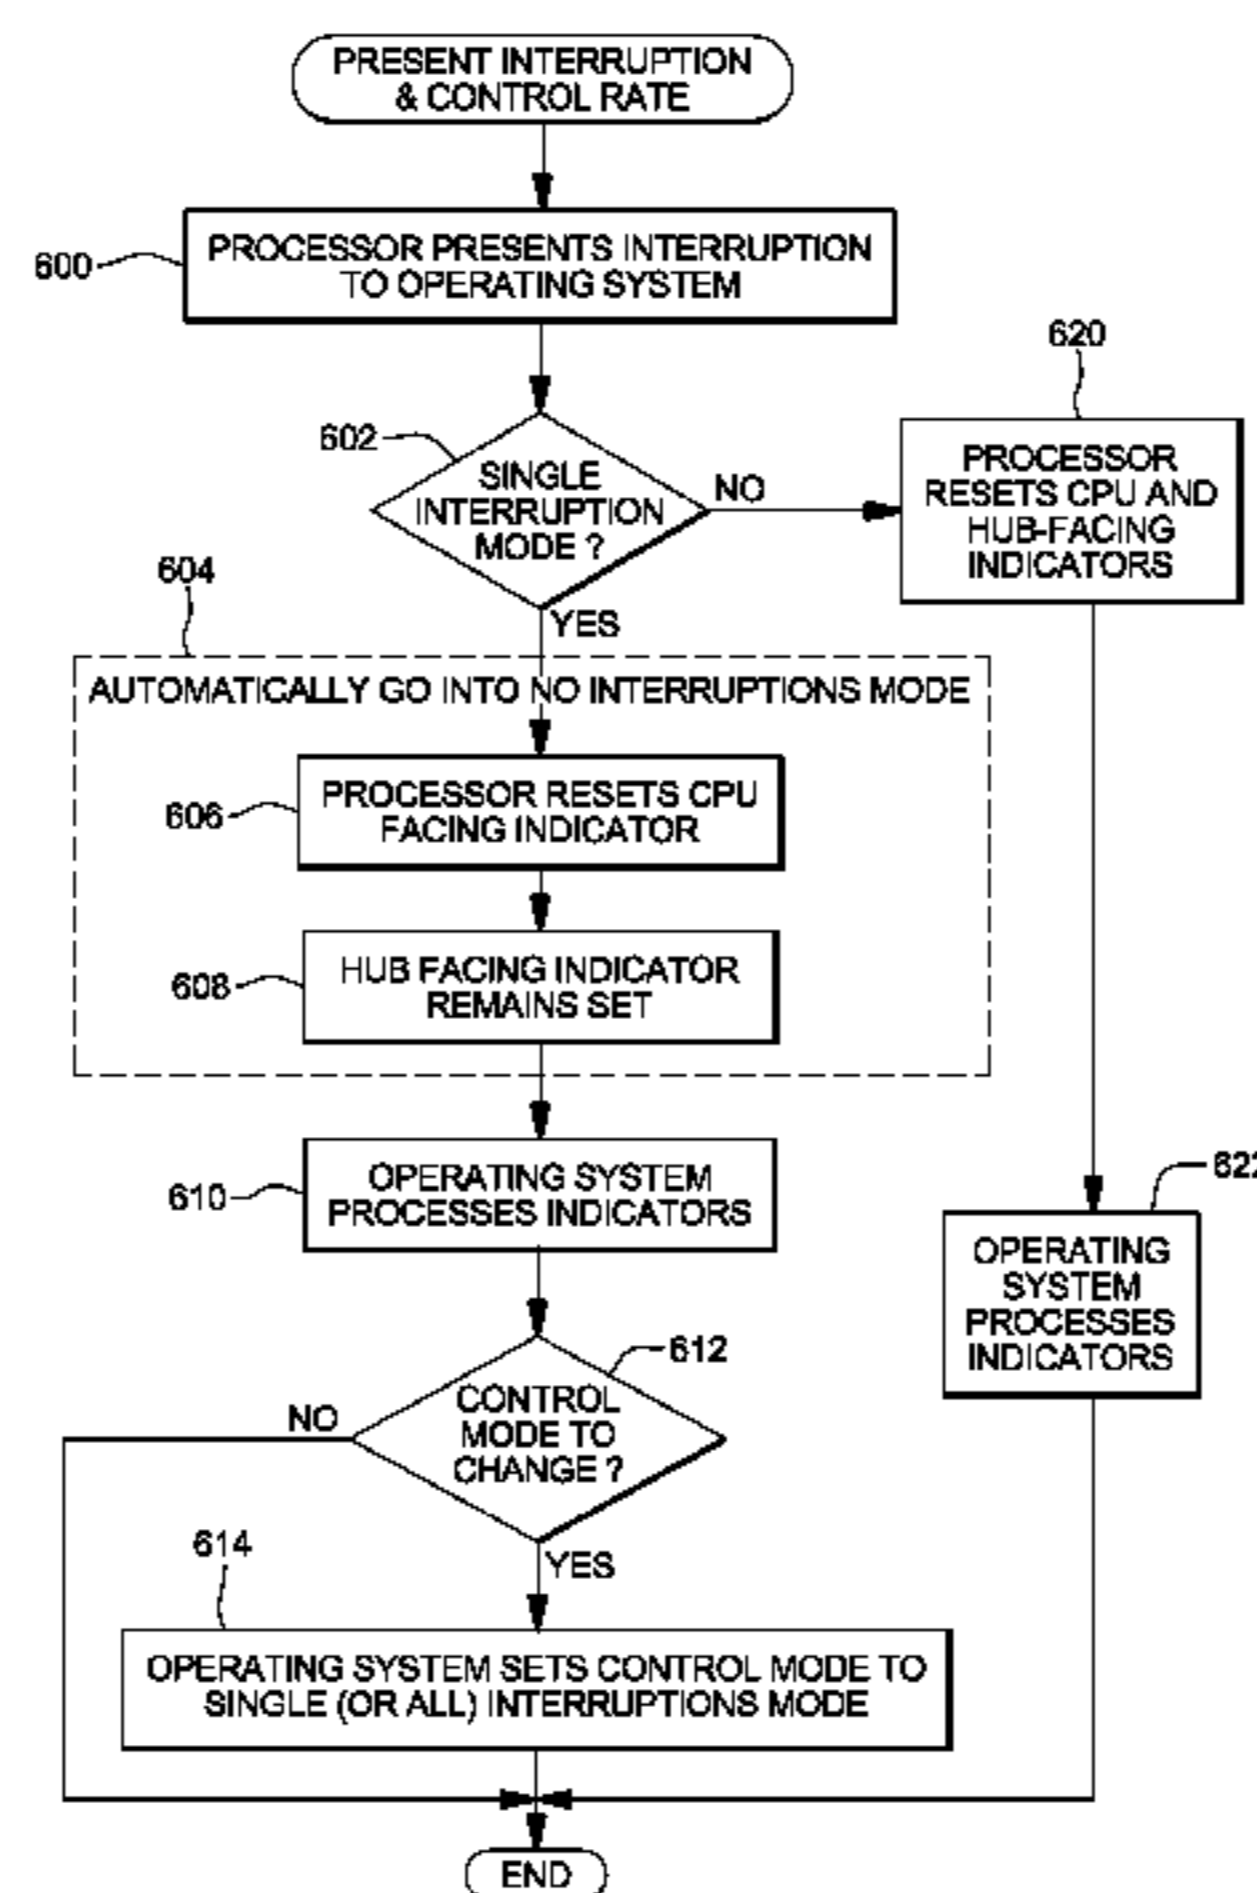 PRESENT INTERRUPTION
& CONTROL RATE
600
PROCESSOR PRESENTS INTERRUPTION
TO OPERATING SYSTEM
620
602
SINGLE
INTERRUPTION
MODE ?
NO
PROCESSOR
RESETS CPU AND
HUB-FACING
INDICATORS
YES
604
AUTOMATICALLY GO INTO NO INTERRUPTIONS MODE
606
PROCESSOR RESETS CPU
FACING INDICATOR
608
HUB FACING INDICATOR
REMAINS SET
610
OPERATING SYSTEM
PROCESSES INDICATORS
622
OPERATING
SYSTEM
PROCESSES
INDICATORS
612
CONTROL
MODE TO
CHANGE ?
NO
YES
614
OPERATING SYSTEM SETS CONTROL MODE TO
SINGLE (OR ALL) INTERRUPTIONS MODE
END